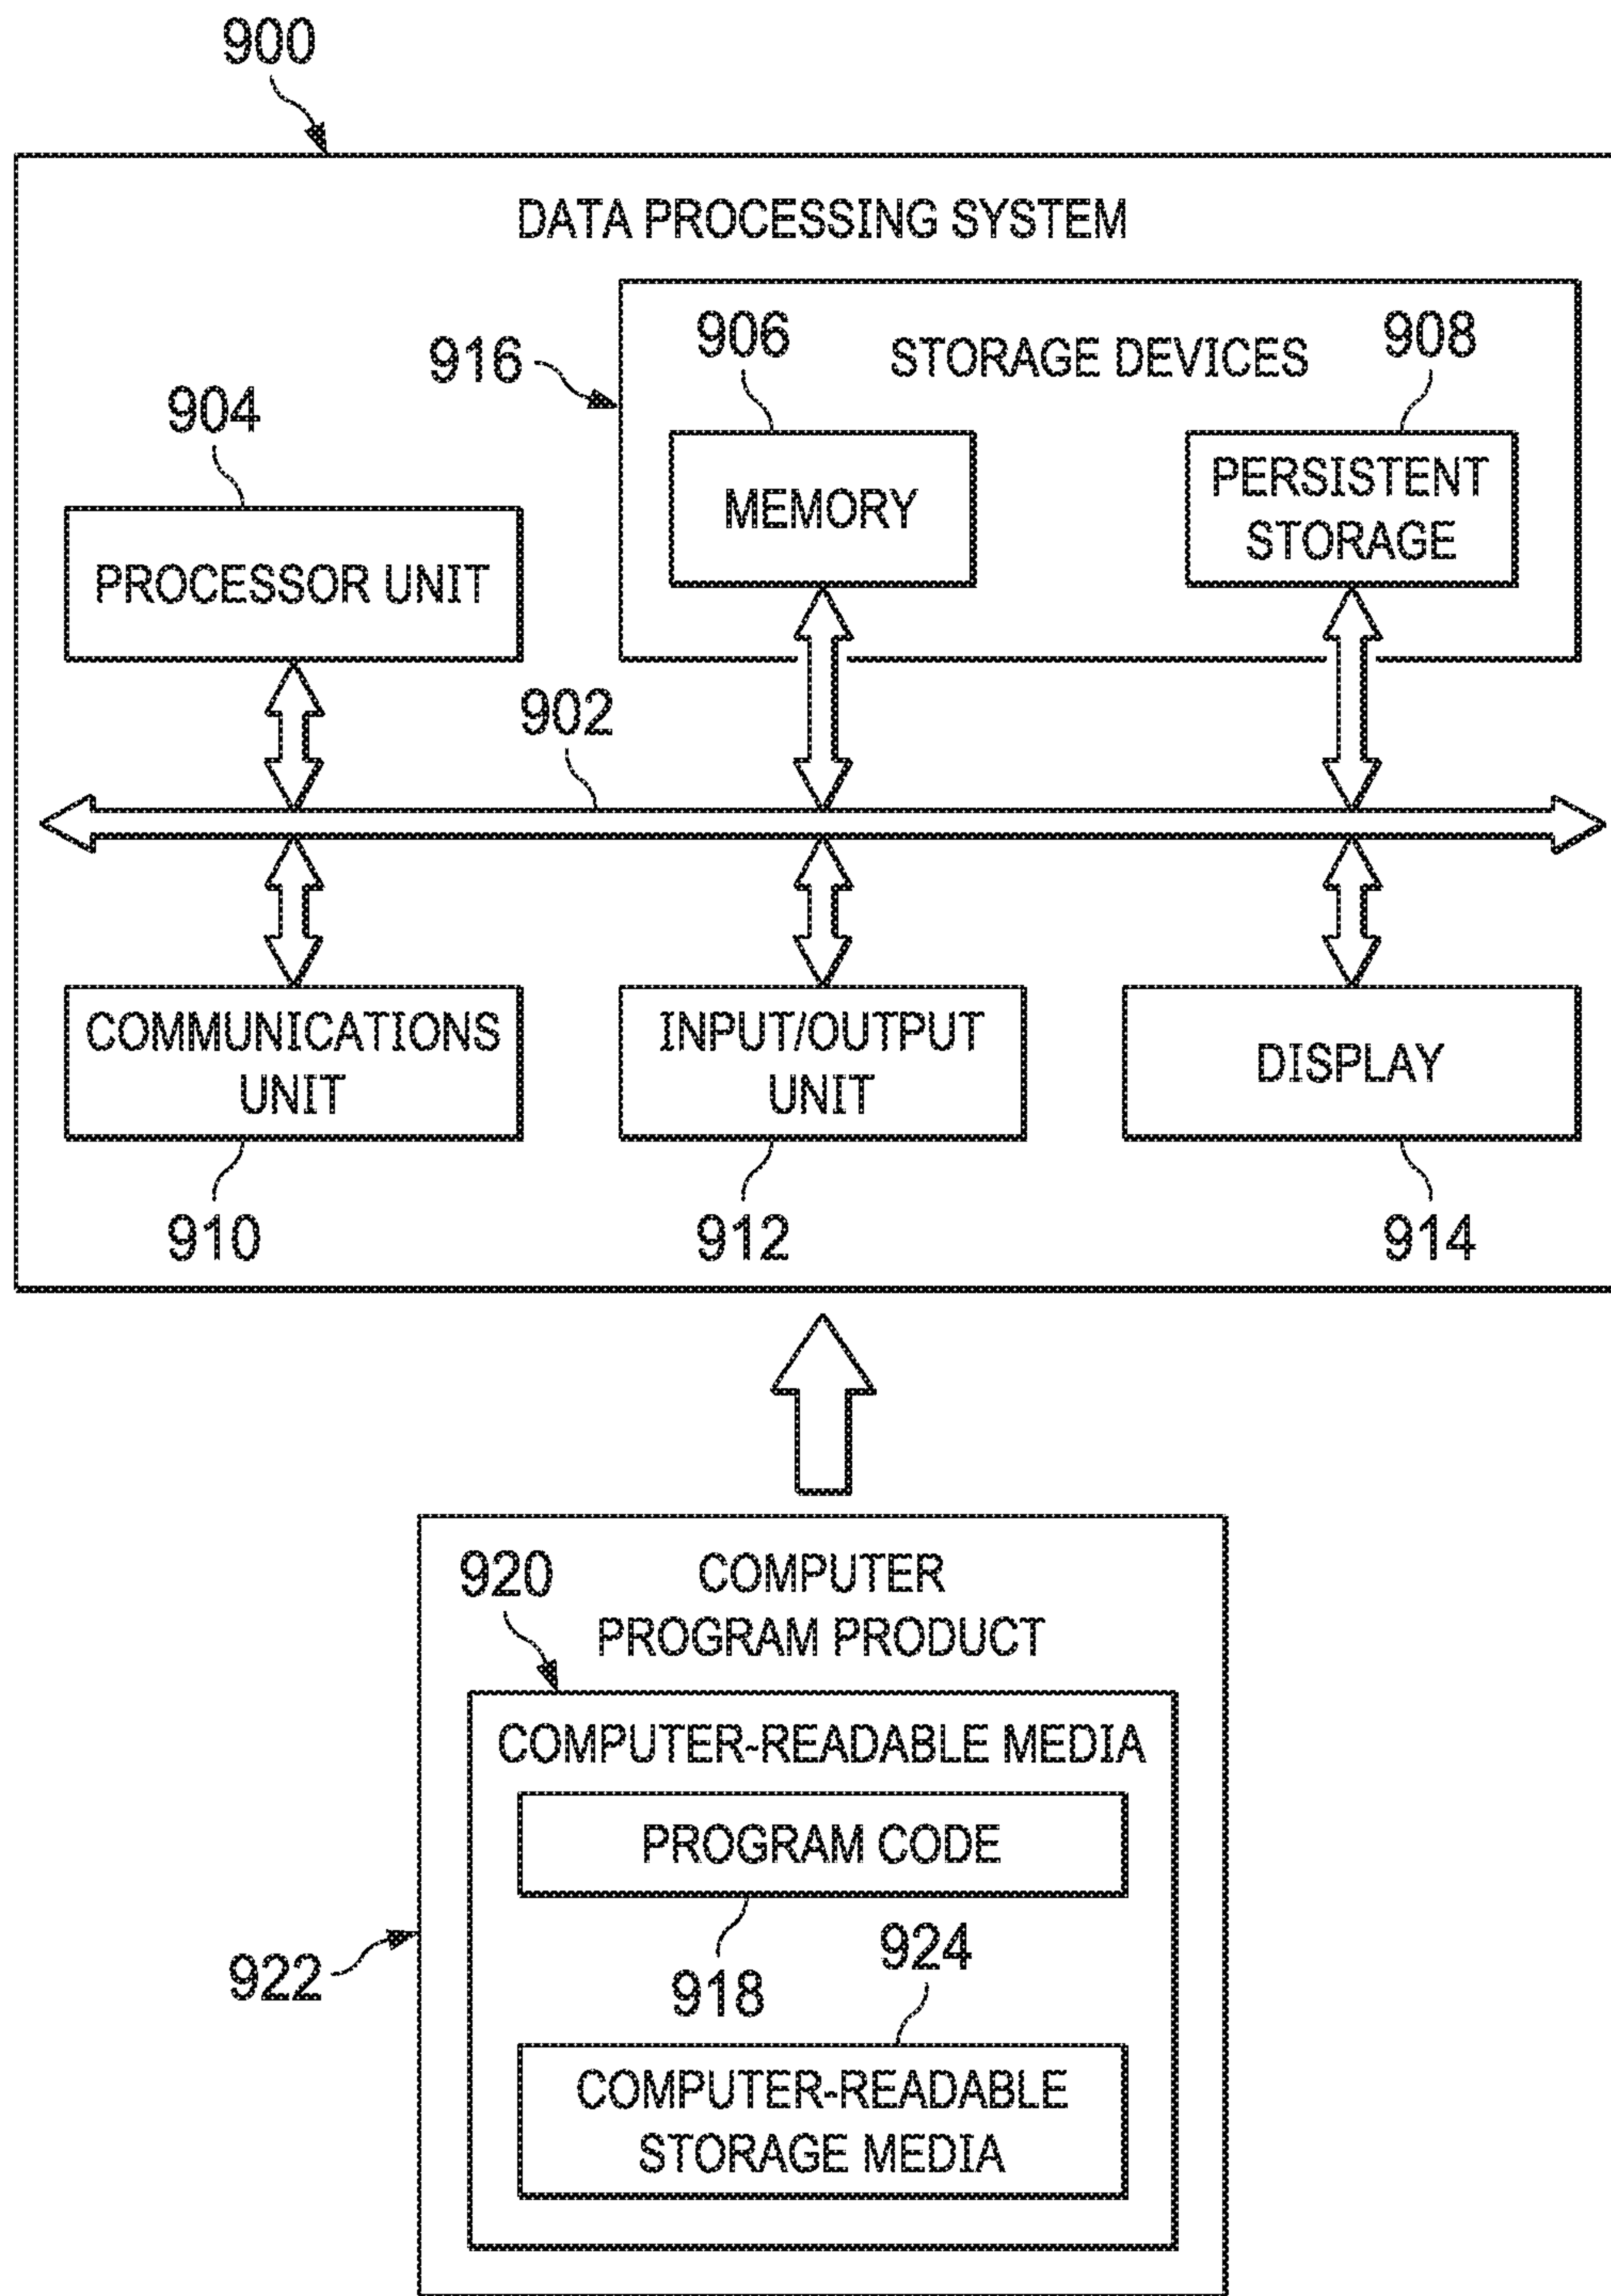 900
DATA PROCESSING SYSTEM
906
908
916
STORAGE DEVICES
904
MEMORY
PERSISTENT
STORAGE
PROCESSOR UNIT
902
COMMUNICATIONS
UNIT
INPUT/OUTPUT
UNIT
DISPLAY
910
912
914
920
COMPUTER
PROGRAM PRODUCT
COMPUTER-READABLE MEDIA
PROGRAM CODE
924
922
918
COMPUTER-READABLE
STORAGE MEDIA